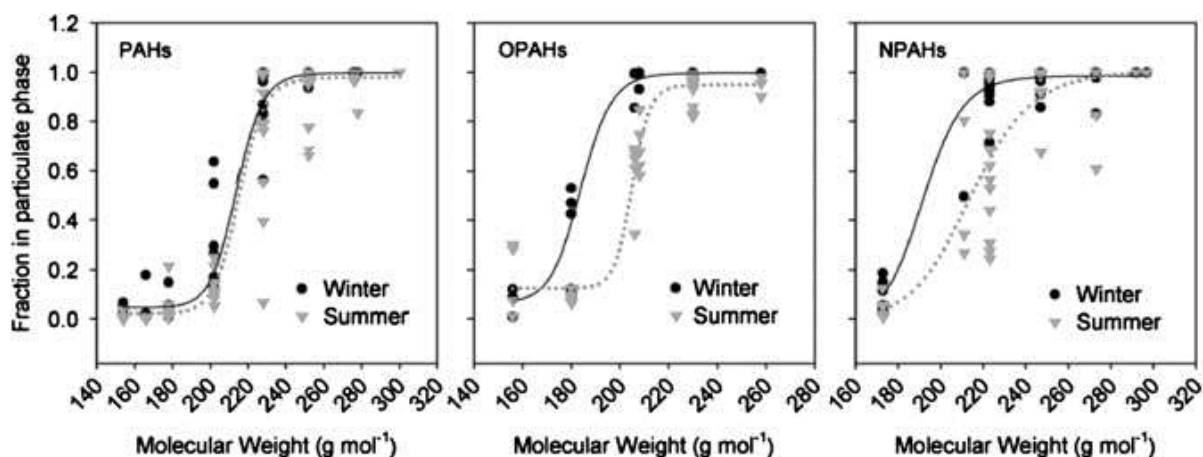 Fraction in particulate phase
1.2
1.0
0.8
0.6
0.4
0.2
0.0
PAHs
Winter
Summer
140 160 180 200 220 240 260 280 300 320
Molecular Weight (g mol⁻¹)
OPAHs
Winter
Summer
140 160 180 200 220 240 260 280
Molecular Weight (g mol⁻¹)
NPAHs
Winter
Summer
160 180 200 220 240 260 280 300 320
Molecular Weight (g mol⁻¹)